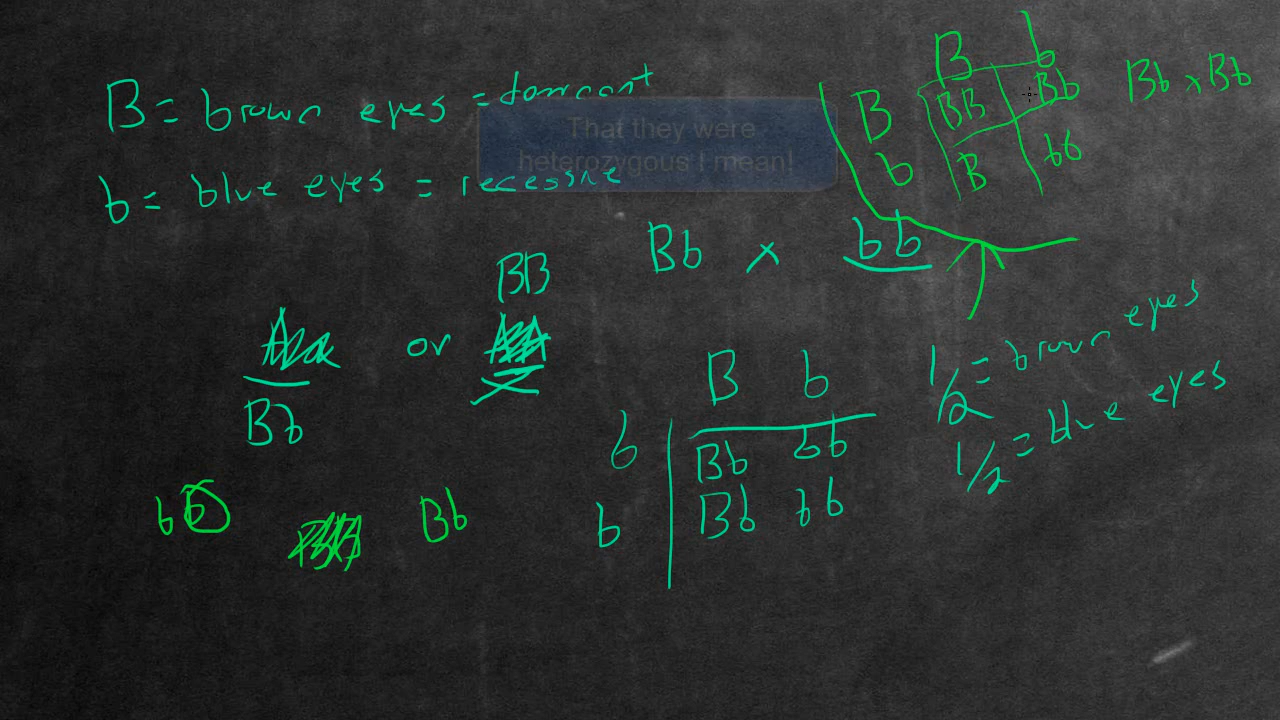 B = brown eyes = domcant
b = blue eyes = recessive
That they were
heterozygous I mean!
B b
B BB Bb
b B bb
Bb x Bb
Bb x bb
BB
or
Bb
bb Bb
B b
b Bb bb
b Bb bb
1/2 = brown eyes
1/2 = blue eyes